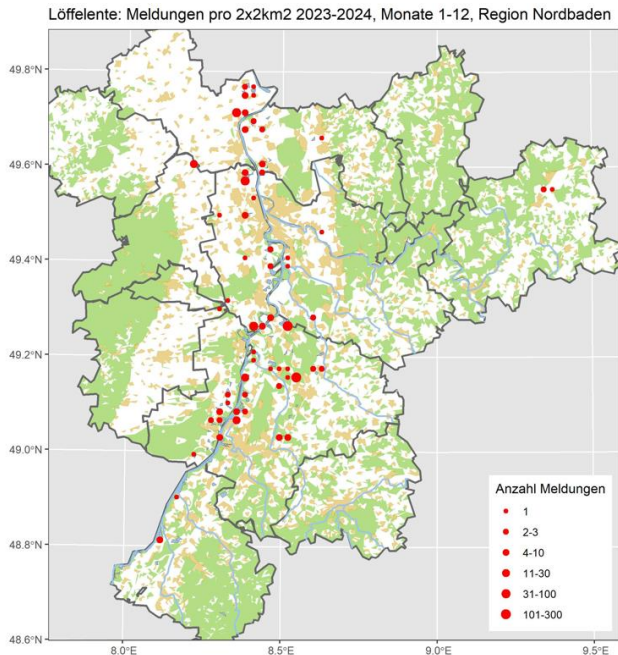 Löffelente: Meldungen pro 2x2km2 2023-2024, Monate 1-12, Region Nordbaden
49.8°N
49.6°N
49.4°N
49.2°N
49.0°N
48.8°N
48.6°N
Anzahl Meldungen
1
2-3
4-10
11-30
31-100
101-300
8.0°E 8.5°E 9.0°E 9.5°E